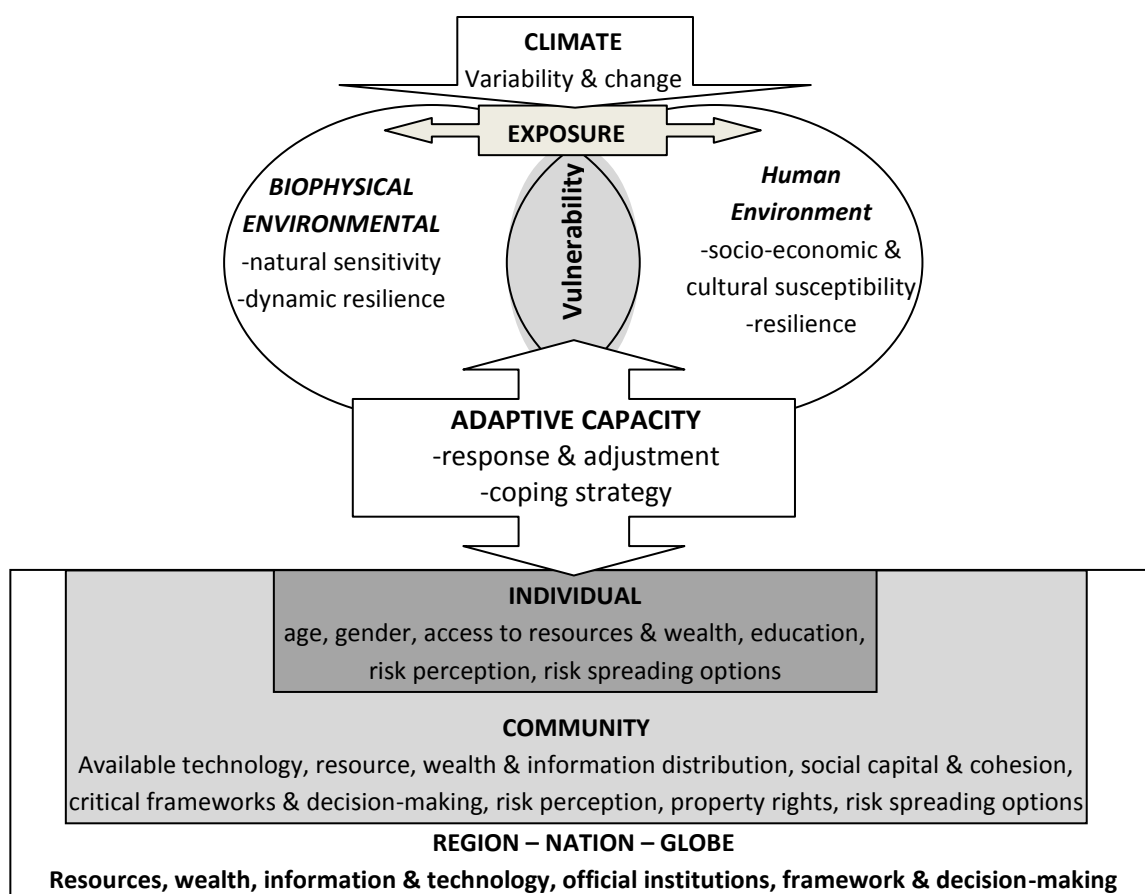 CLIMATE
Variability & change
EXPOSURE
BIOPHYSICAL
ENVIRONMENTAL
-natural sensitivity
-dynamic resilience
Vulnerability
Human
Environment
-socio-economic &
cultural susceptibility
-resilience
ADAPTIVE CAPACITY
-response & adjustment
-coping strategy
INDIVIDUAL
age, gender, access to resources & wealth, education,
risk perception, risk spreading options
COMMUNITY
Available technology, resource, wealth & information distribution, social capital & cohesion,
critical frameworks & decision-making, risk perception, property rights, risk spreading options
REGION – NATION – GLOBE
Resources, wealth, information & technology, official institutions, framework & decision-making